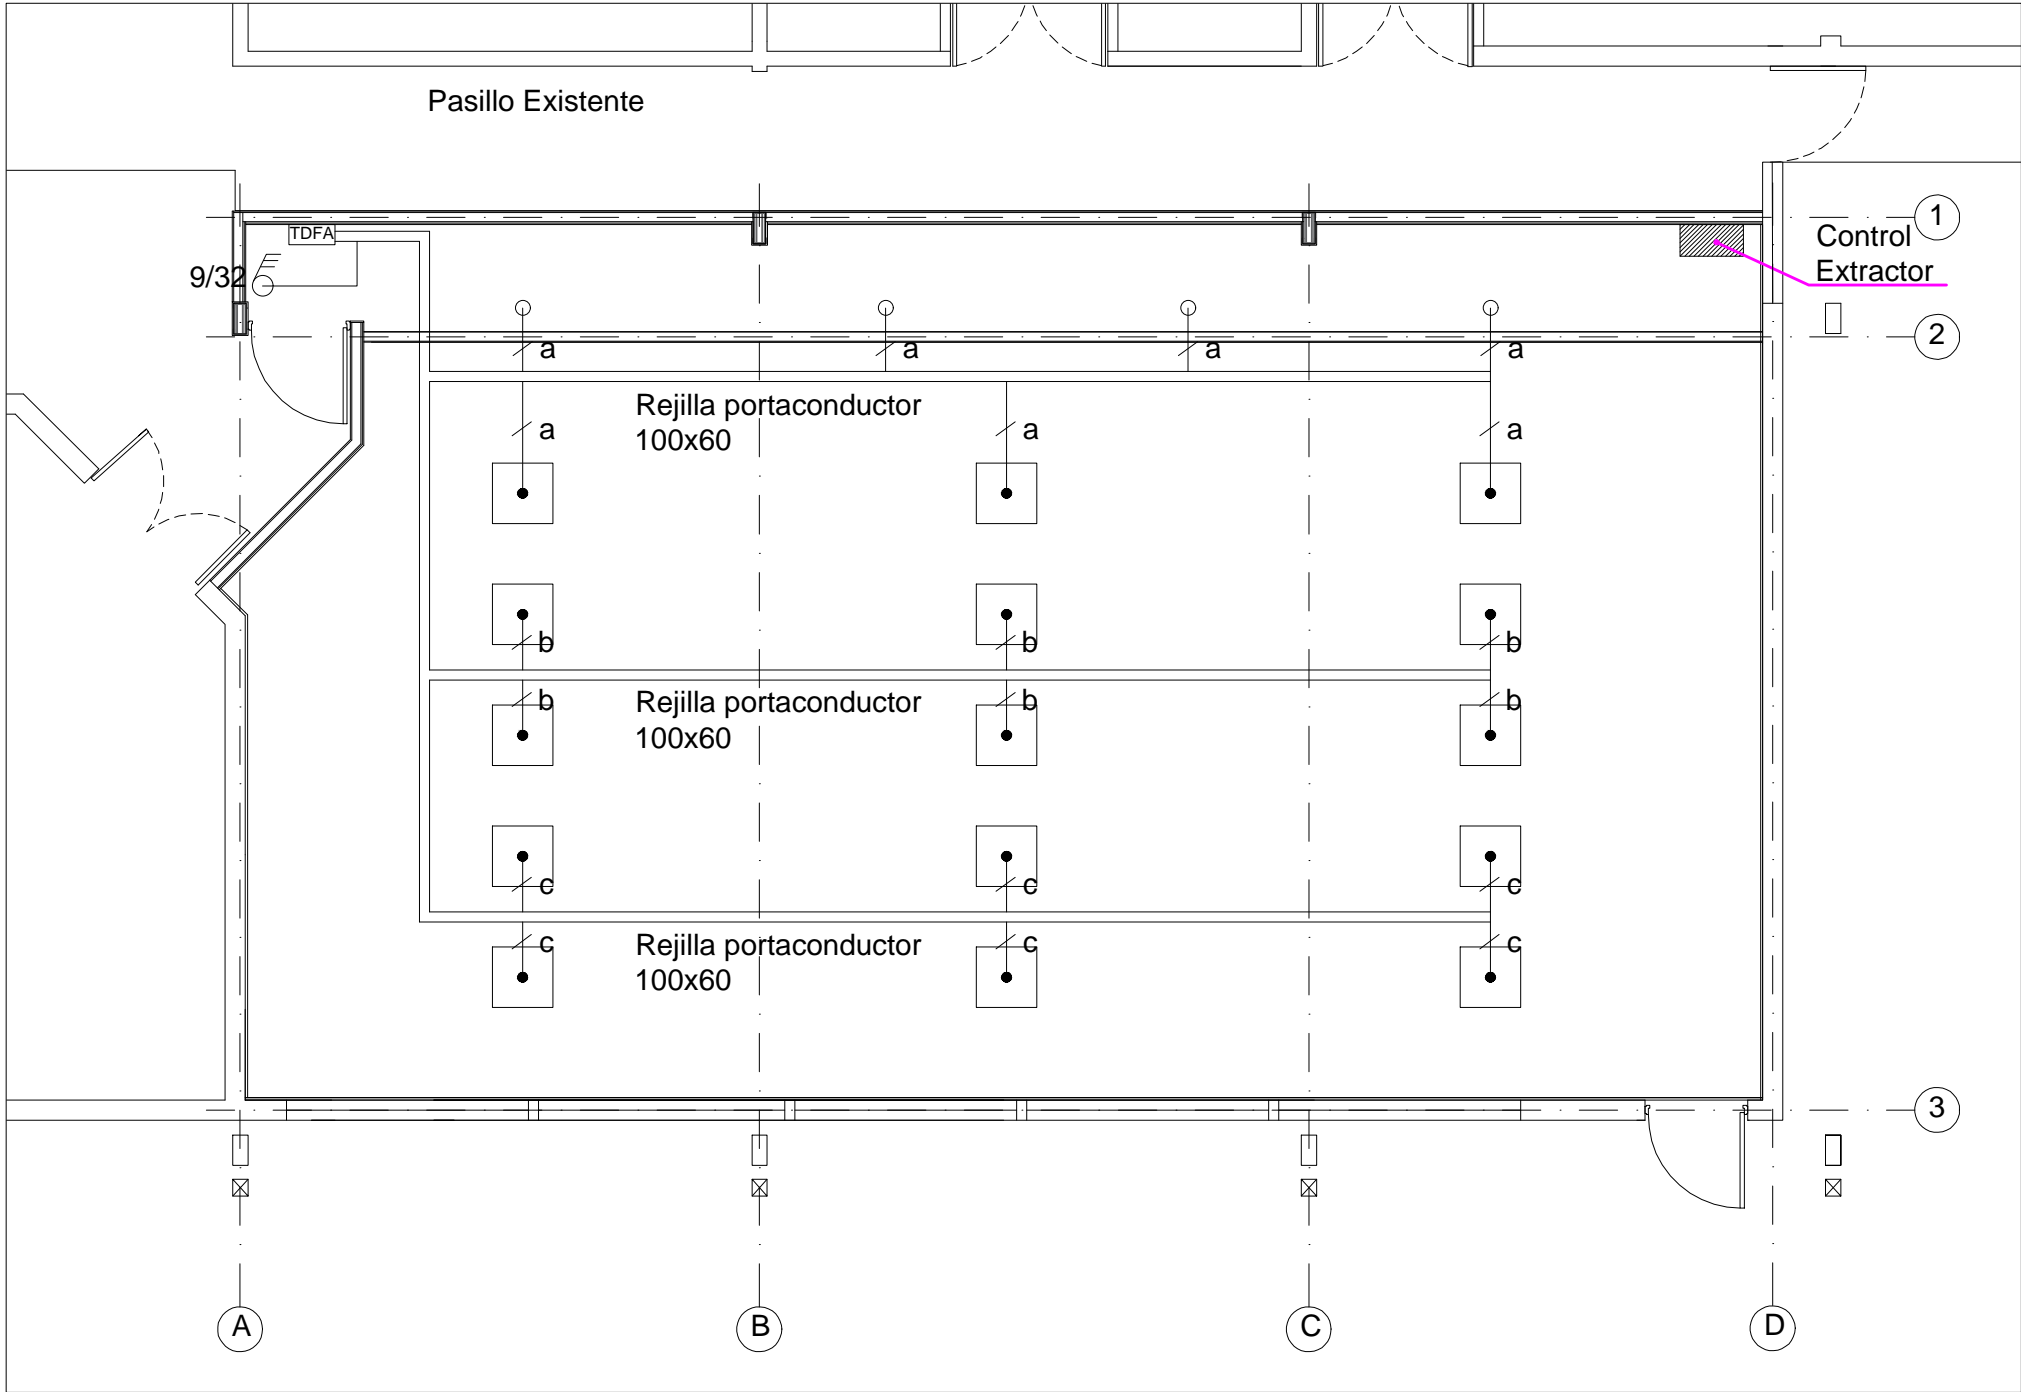 Pasillo Existente
1
TDFA
Control
Extractor
9/32
2
a a a a
Rejilla portaconductor
100x60
a a a
b b b
b b b
Rejilla portaconductor
100x60
c c c
c c c
Rejilla portaconductor
100x60
3
A B C D